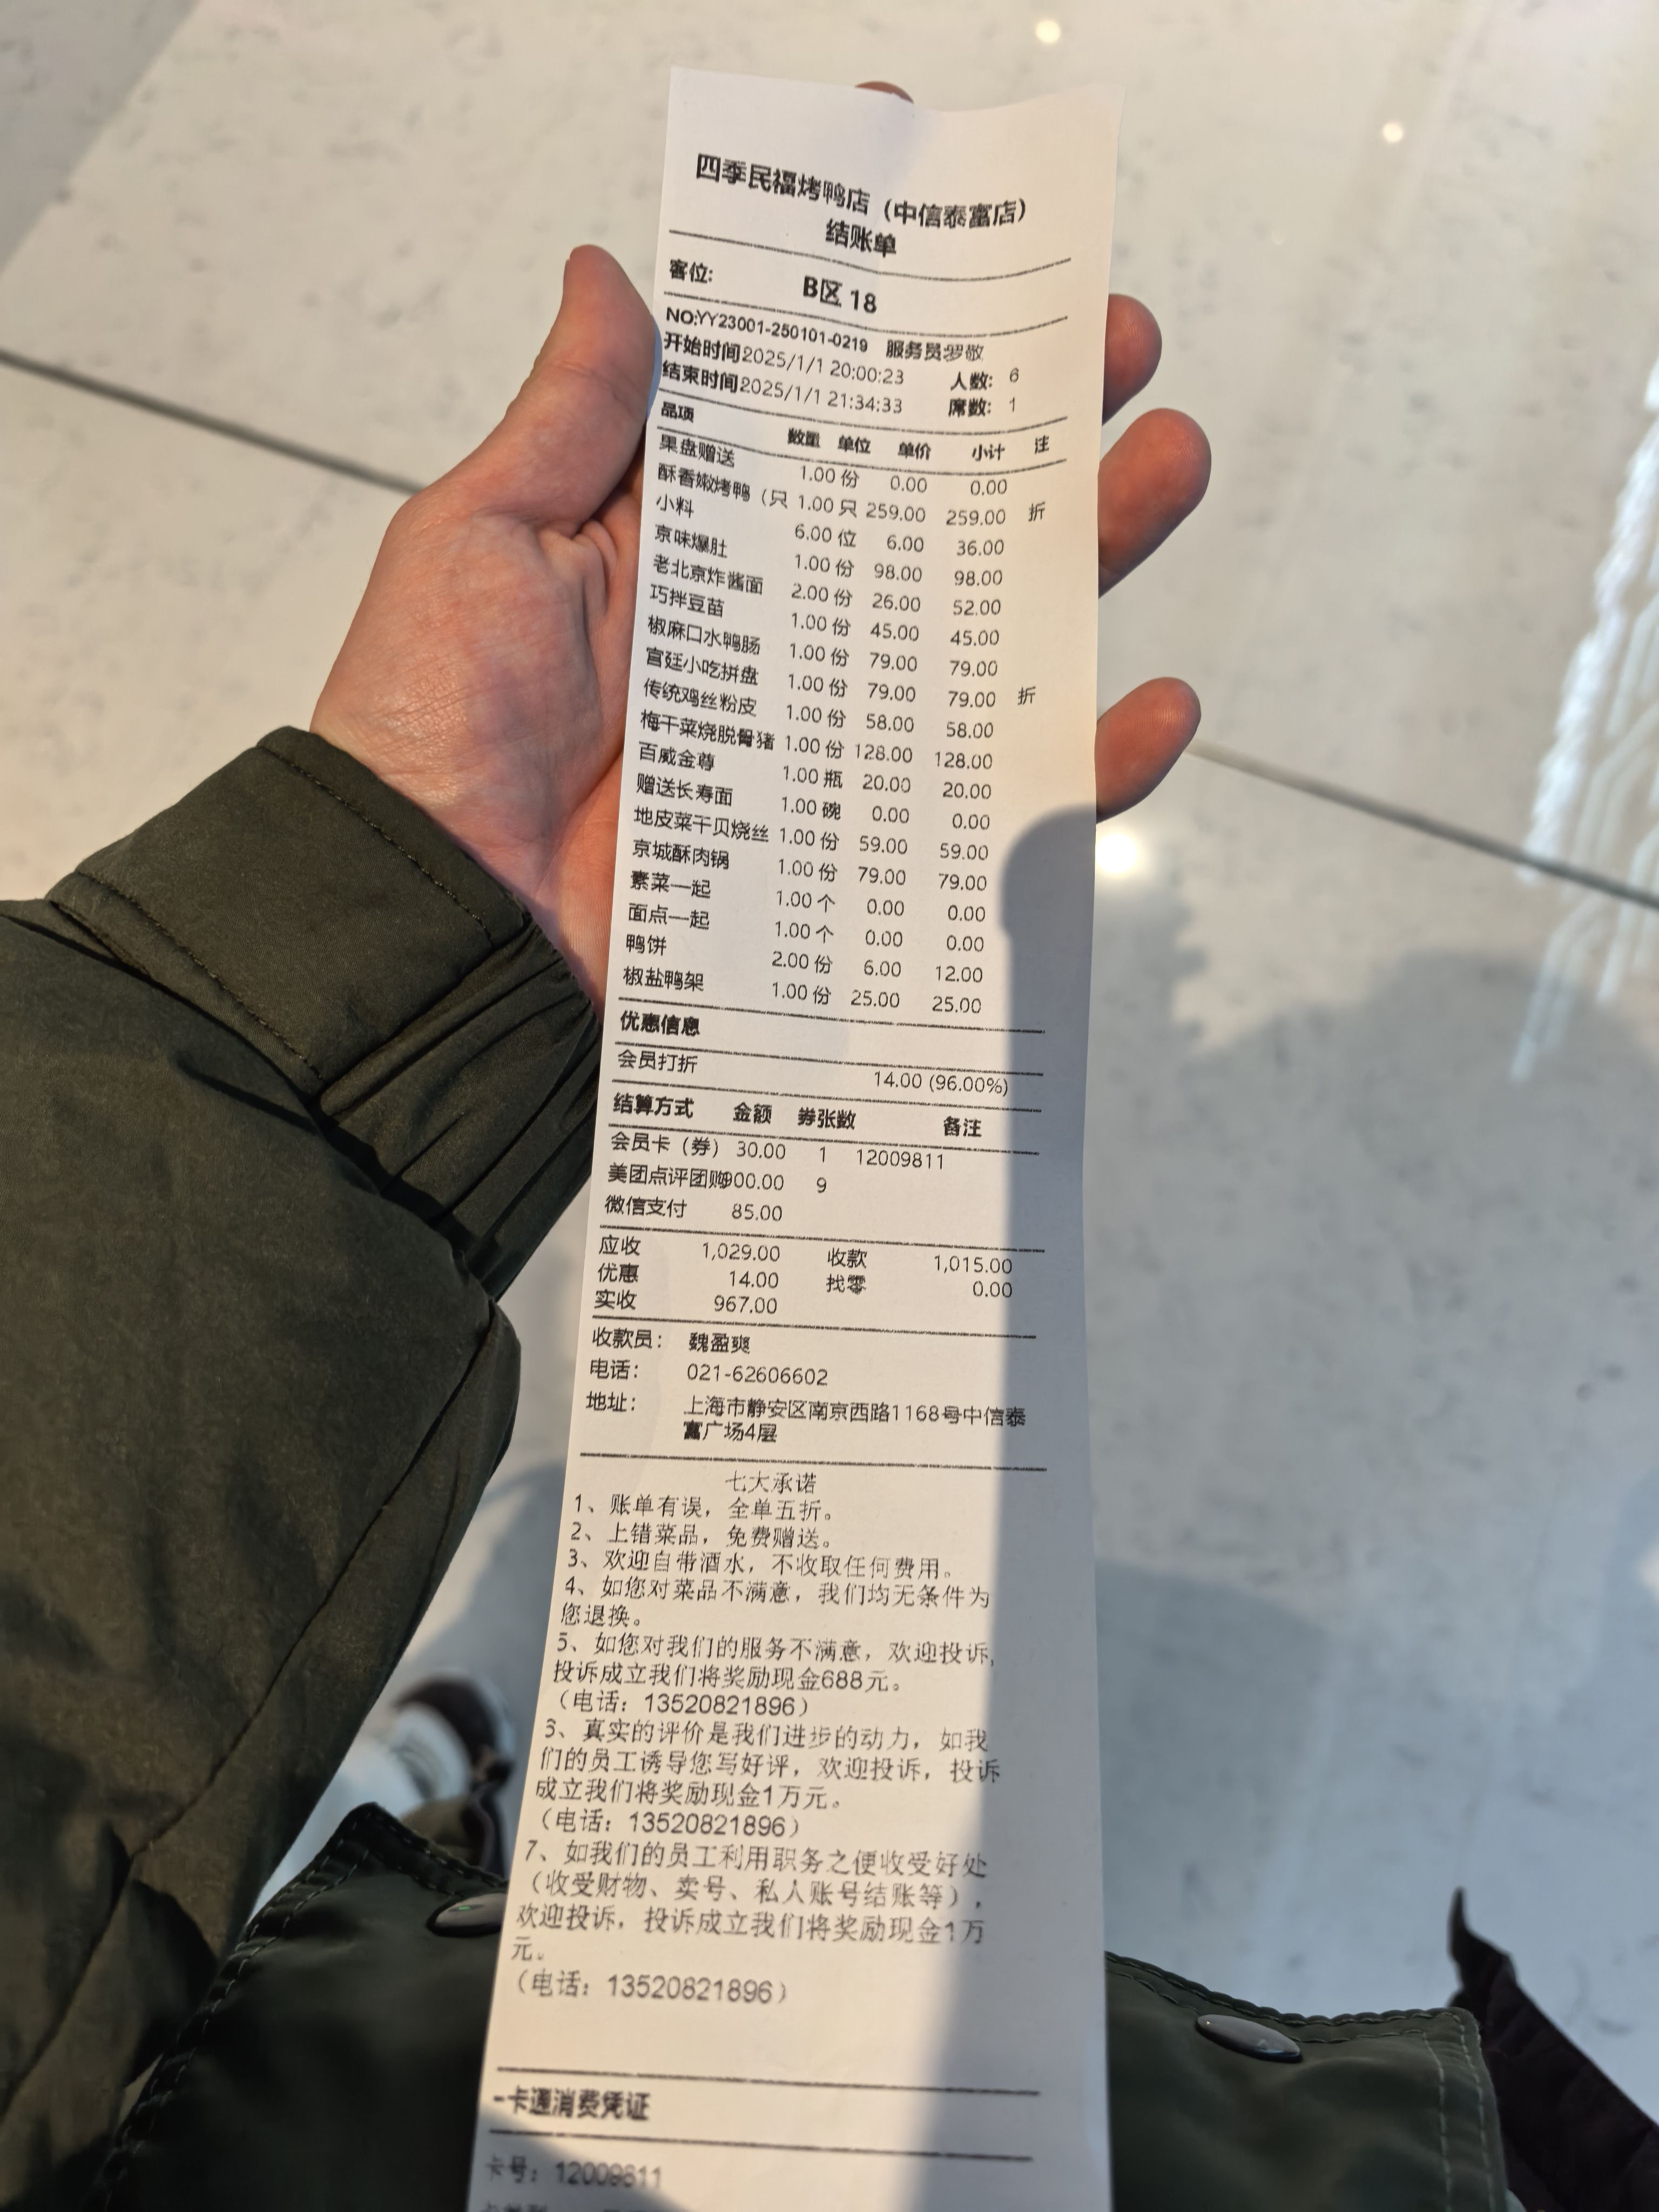 四季民福烤鸭店（中信泰富店）
结账单
客位: B区 18
NO:YY23001-250101-0219 服务员:罗敬
开始时间2025/1/1 20:00:23 人数: 6
结束时间2025/1/1 21:34:33 席数: 1
品项 数量 单位 单价 小计 注
果盘赠送 1.00 份 0.00 0.00
酥香嫩烤鸭（只 1.00 只 259.00 259.00 折
小料 6.00 位 6.00 36.00
京味爆肚 1.00 份 98.00 98.00
老北京炸酱面 2.00 份 26.00 52.00
巧拌豆苗 1.00 份 45.00 45.00
椒麻口水鸭肠 1.00 份 79.00 79.00
宫廷小吃拼盘 1.00 份 79.00 79.00 折
传统鸡丝粉皮 1.00 份 58.00 58.00
梅干菜烧脱骨猪 1.00 份 128.00 128.00
百威金尊 1.00 瓶 20.00 20.00
赠送长寿面 1.00 碗 0.00 0.00
地皮菜干贝烧丝 1.00 份 59.00 59.00
京城酥肉锅 1.00 份 79.00 79.00
素菜一起 1.00 个 0.00 0.00
面点一起 1.00 个 0.00 0.00
鸭饼 2.00 份 6.00 12.00
椒盐鸭架 1.00 份 25.00 25.00
优惠信息
会员打折 14.00 (96.00%)
结算方式 金额 券张数 备注
会员卡（券） 30.00 1 12009811
美团点评团购900.00 9
微信支付 85.00
应收 1,029.00 收款 1,015.00
优惠 14.00 找零 0.00
实收 967.00
收款员: 魏盈爽
电话: 021-62606602
地址: 上海市静安区南京西路1168号中信泰
富广场4层
七大承诺
1、账单有误，全单五折。
2、上错菜品，免费赠送。
3、欢迎自带酒水，不收取任何费用。
4、如您对菜品不满意，我们均无条件为
您退换。
5、如您对我们的服务不满意，欢迎投诉,
投诉成立我们将奖励现金688元。
（电话：13520821896）
6、真实的评价是我们进步的动力，如我
们的员工诱导您写好评，欢迎投诉，投诉
成立我们将奖励现金1万元。
（电话：13520821896）
7、如我们的员工利用职务之便收受好处
（收受财物、卖号、私人账号结账等），
欢迎投诉，投诉成立我们将奖励现金1万
元。
（电话：13520821896）
一卡通消费凭证
卡号：12009811